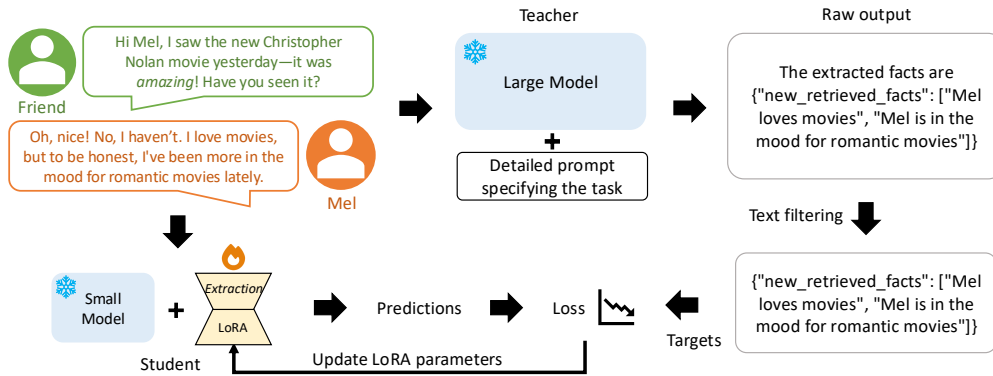 Teacher
Raw output
Hi Mel, I saw the new Christopher
Nolan movie yesterday—it was
amazing! Have you seen it?
Friend
Oh, nice! No, I haven't. I love movies,
but to be honest, I've been more in the
mood for romantic movies lately.
Mel
Large Model
+
Detailed prompt
specifying the task
The extracted facts are
{"new_retrieved_facts": ["Mel
loves movies", "Mel is in the
mood for romantic movies"]}
Text filtering
{"new_retrieved_facts": ["Mel
loves movies", "Mel is in the
mood for romantic movies"]}
Small
Model
+
Extraction
LoRA
Student
Predictions
Loss
Targets
Update LoRA parameters